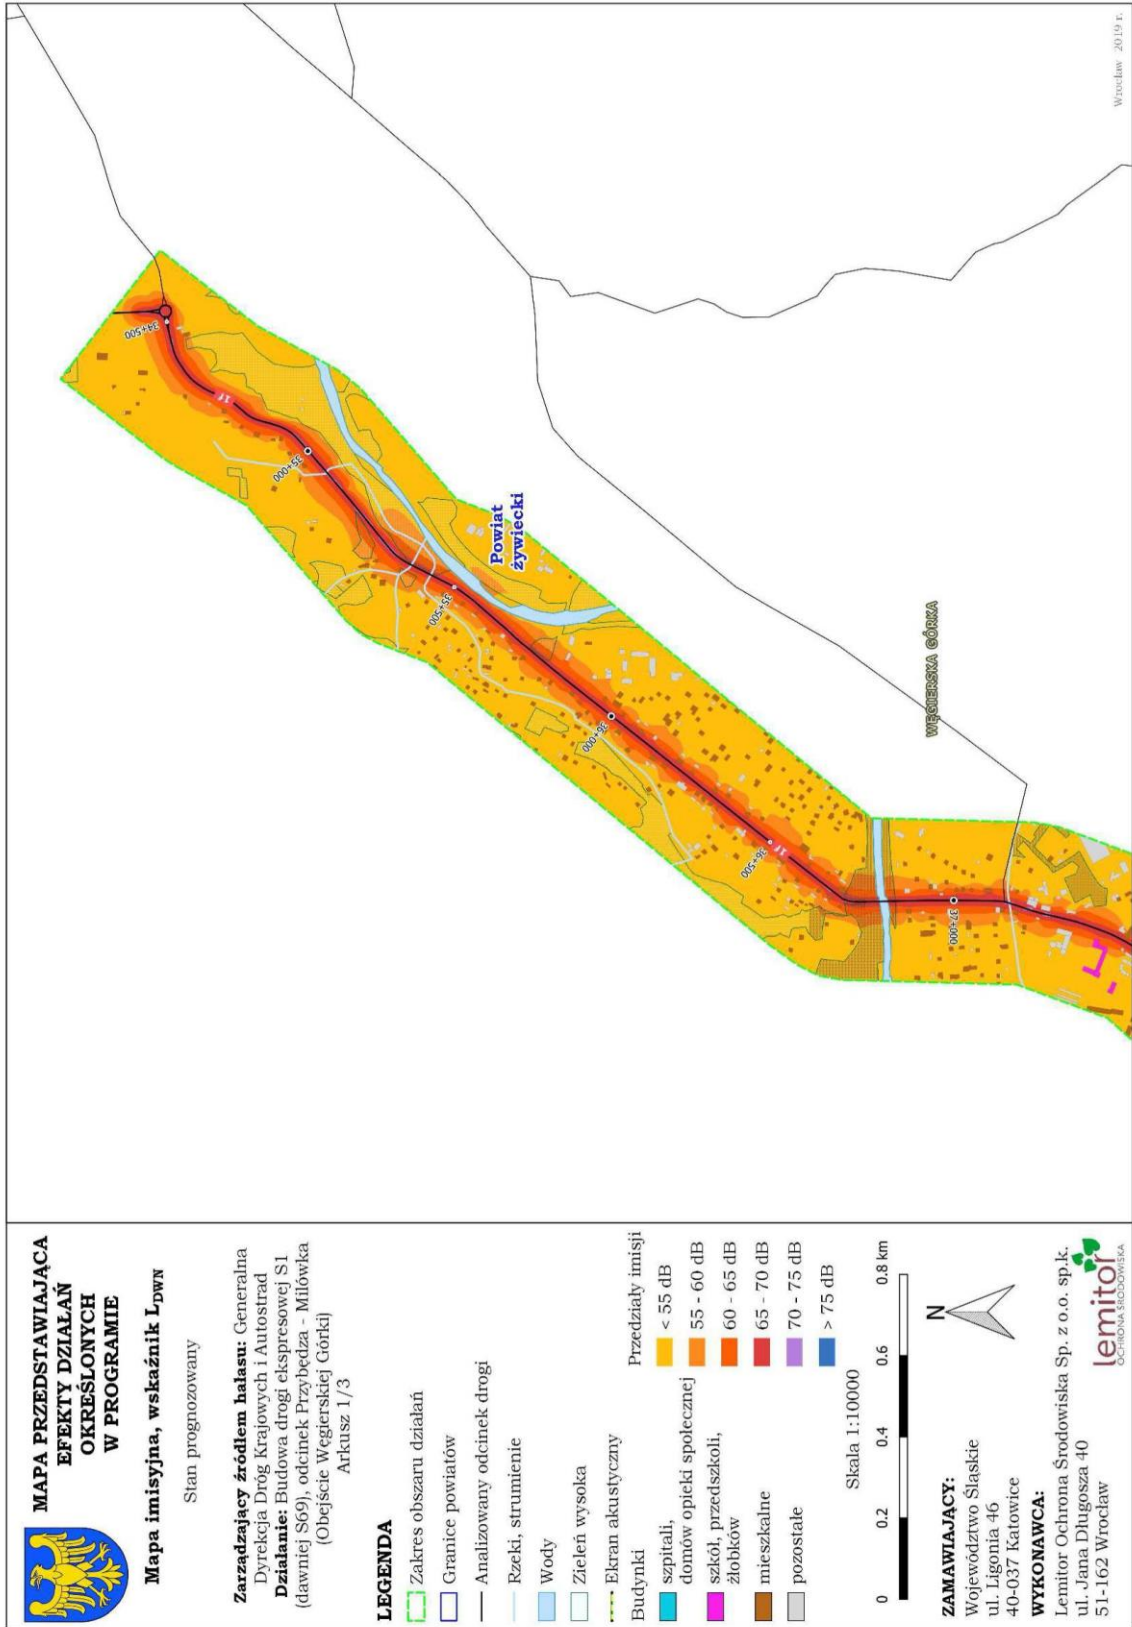 MAPA PRZEDSTAWIAJĄCA
EFEKTY DZIAŁAŃ
OKREŚLONYCH
W PROGRAMIE
Mapa imisyjna, wskaźnik LDWN
Stan prognozowany
Zarządzający źródłem hałasu: Generalna
Dyrekcja Dróg Krajowych i Autostrad
Działanie: Budowa drogi ekspresowej S1
(dawniej S69), odcinek Przybędza - Milówka
(Obejście Węgierskiej Górki)
Arkusz 1/3
LEGENDA
Zakres obszaru działań
Granice powiatów
Analizowany odcinek drogi
Rzeki, strumienie
Wody
Zieleń wysoka
Ekran akustyczny
Budynki
szpitali,
domów opieki społecznej
szkół, przedszkoli,
żłobków
mieszkalne
pozostałe
Przedziały imisji
< 55 dB
55 - 60 dB
60 - 65 dB
65 - 70 dB
70 - 75 dB
> 75 dB
Skala 1:10000
0 0.2 0.4 0.6 0.8 km
N
ZAMAWIAJĄCY:
Województwo Śląskie
ul. Ligonia 46
40-037 Katowice
WYKONAWCA:
Lemitor Ochrona Środowiska Sp. z o.o. sp.k.
ul. Jana Długosza 40
51-162 Wrocław
lemitor
OCHRONA ŚRODOWISKA
34+500
1f
35+000
35+500
Powiat
żywiecki
36+000
36+500
1f
37+000
WĘGIERSKA GÓRKA
Wrocław 2019 r.